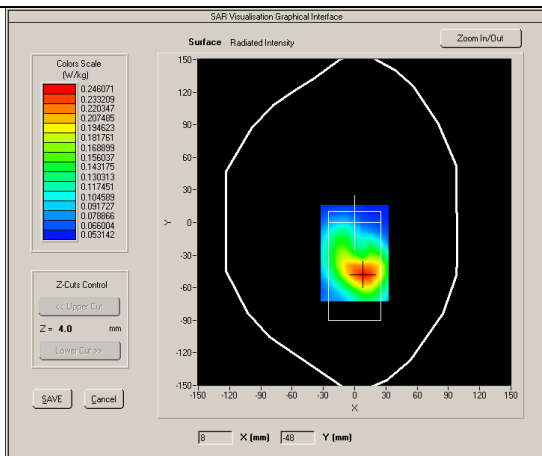 SAR Visualisation Graphical Interface
Surface Radiated Intensity
Zoom In/Out
Colors Scale
(W/kg)
0.246071
0.233209
0.220347
0.207485
0.194623
0.181761
0.168899
0.156037
0.143175
0.130313
0.117451
0.104589
0.091727
0.078866
0.066004
0.053142
Z-Cuts Control
<< Upper Cut
Z = 4.0 mm
Lower Cut >>
SAVE
Cancel
150
120
90
60
30
0
-30
-60
-90
-120
-150
Y
-150 -120 -90 -60 -30 0 30 60 90 120 150
X
8 X (mm) -48 Y (mm)